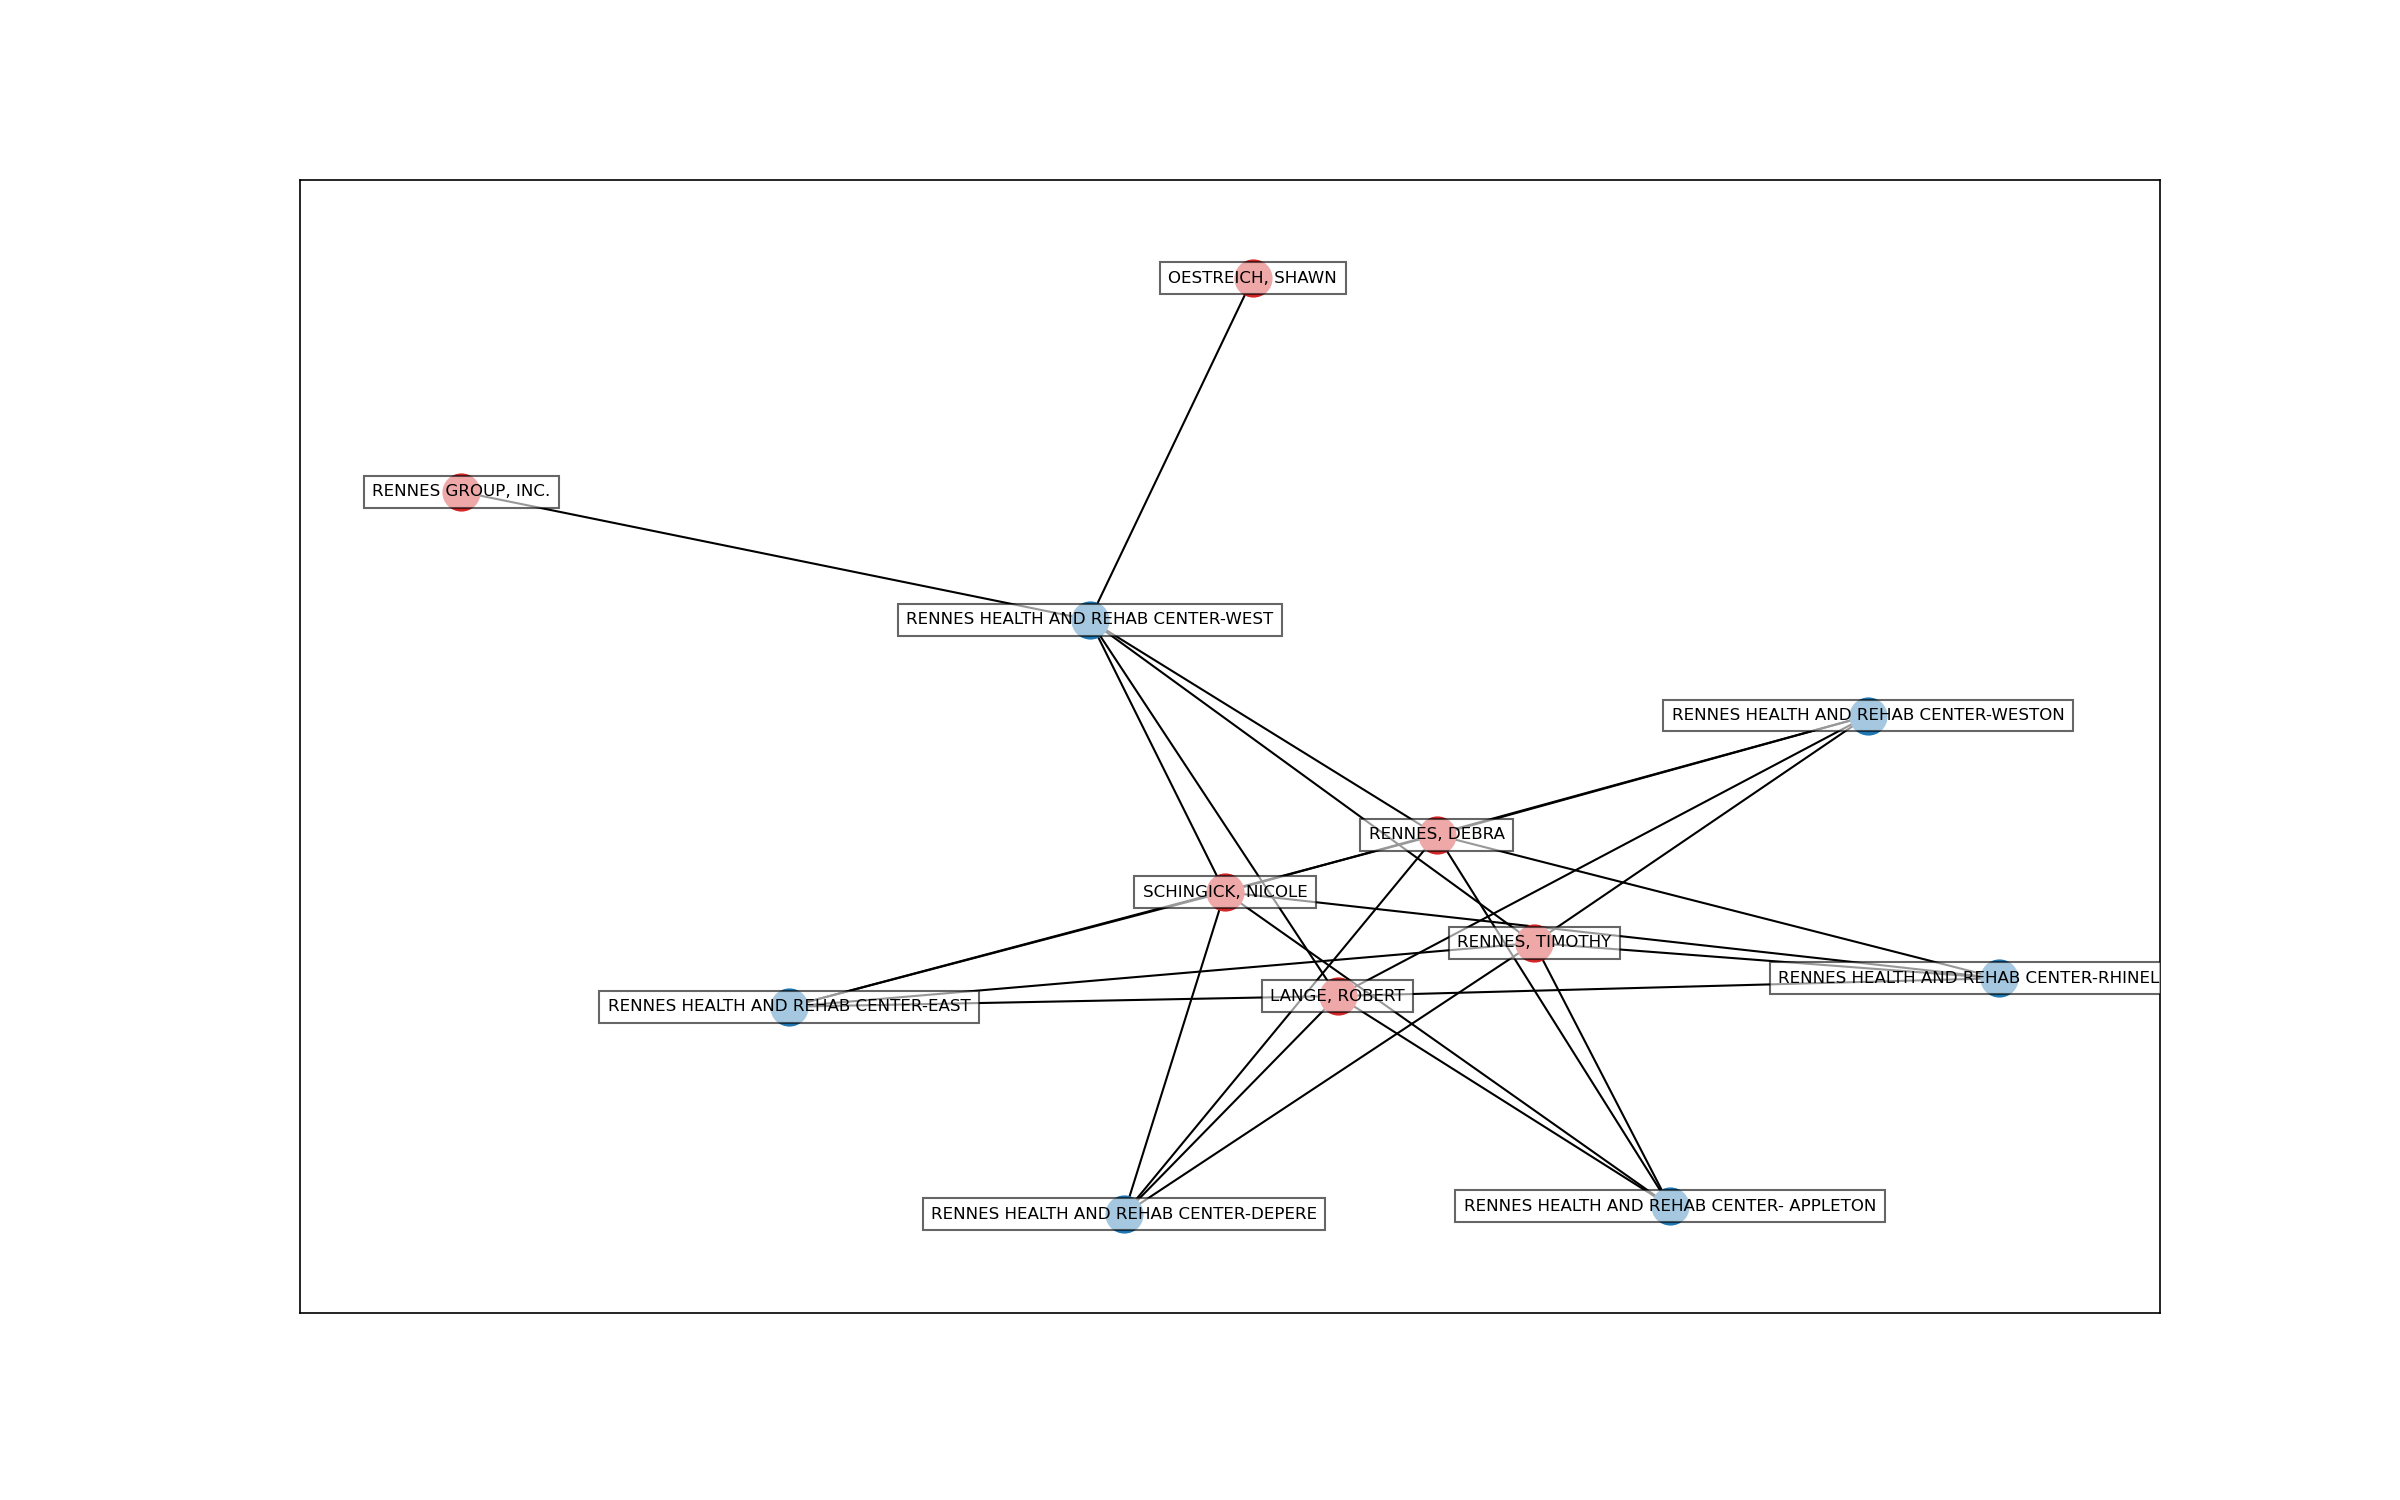 OESTREICH, SHAWN
RENNES GROUP, INC.
RENNES HEALTH AND REHAB CENTER-WEST
RENNES HEALTH AND REHAB CENTER-WESTON
RENNES, DEBRA
SCHINGICK, NICOLE
RENNES, TIMOTHY
RENNES HEALTH AND REHAB CENTER-RHINEL
LANGE, ROBERT
RENNES HEALTH AND REHAB CENTER-EAST
RENNES HEALTH AND REHAB CENTER- APPLETON
RENNES HEALTH AND REHAB CENTER-DEPERE